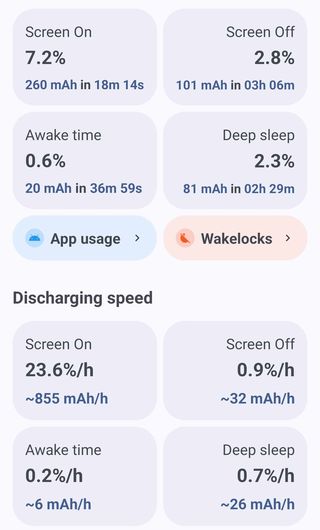 Screen On
7.2%
260 mAh in 18m 14s
Screen Off
2.8%
101 mAh in 03h 06m
Awake time
0.6%
20 mAh in 36m 59s
Deep sleep
2.3%
81 mAh in 02h 29m
App usage
Wakelocks
Discharging speed
Screen On
23.6%/h
~855 mAh/h
Screen Off
0.9%/h
~32 mAh/h
Awake time
0.2%/h
~6 mAh/h
Deep sleep
0.7%/h
~26 mAh/h